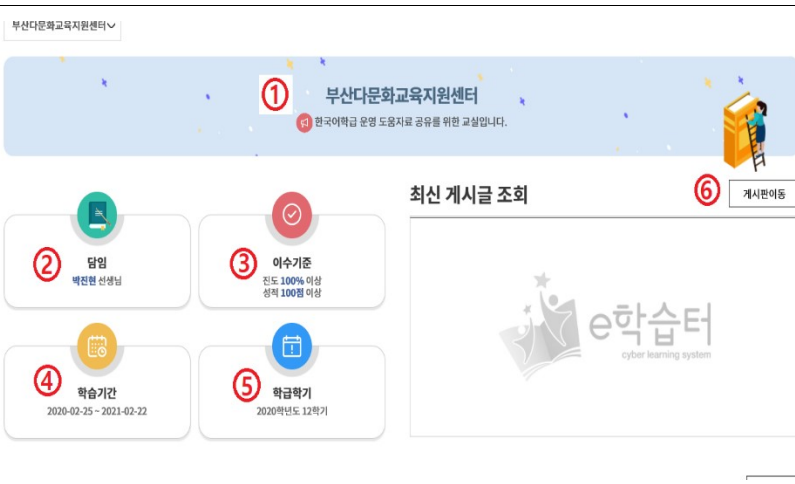 부산다문화교육지원센터
① 부산다문화교육지원센터
한국어학급 운영 도움자료 공유를 위한 교실입니다.
최신 게시글 조회
⑥ 게시판이동
② 담임
박진현 선생님
③ 이수기준
진도 100% 이상
성적 100점 이상
④ 학습기간
2020-02-25 ~ 2021-02-22
⑤ 학급학기
2020학년도 12학기
e학습터
cyber learning system